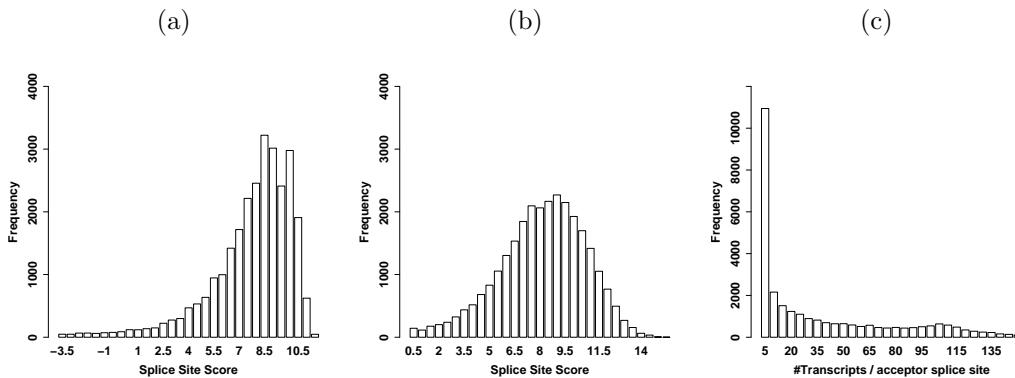 (a)
(b)
(c)
Frequency
0
1000
2000
3000
4000
−3.5 −1 1 2.5 4 5.5 7 8.5 10.5
Splice Site Score
Frequency
0
1000
2000
3000
4000
0.5 2 3.5 5 6.5 8 9.5 11.5 14
Splice Site Score
Frequency
0
2000
4000
6000
8000
10000
5 20 35 50 65 80 95 115 135
#Transcripts / acceptor splice site